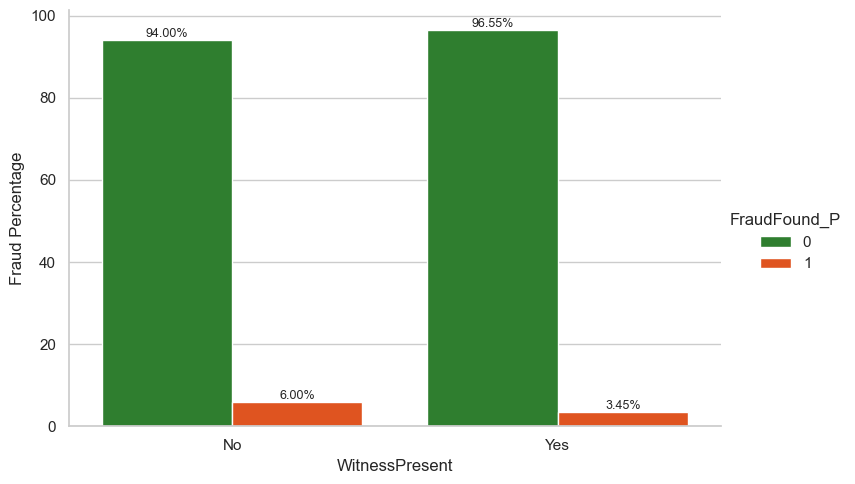 100
94.00%
96.55%
80
60
40
20
0
6.00%
3.45%
Fraud Percentage
No
Yes
WitnessPresent
FraudFound_P
0
1